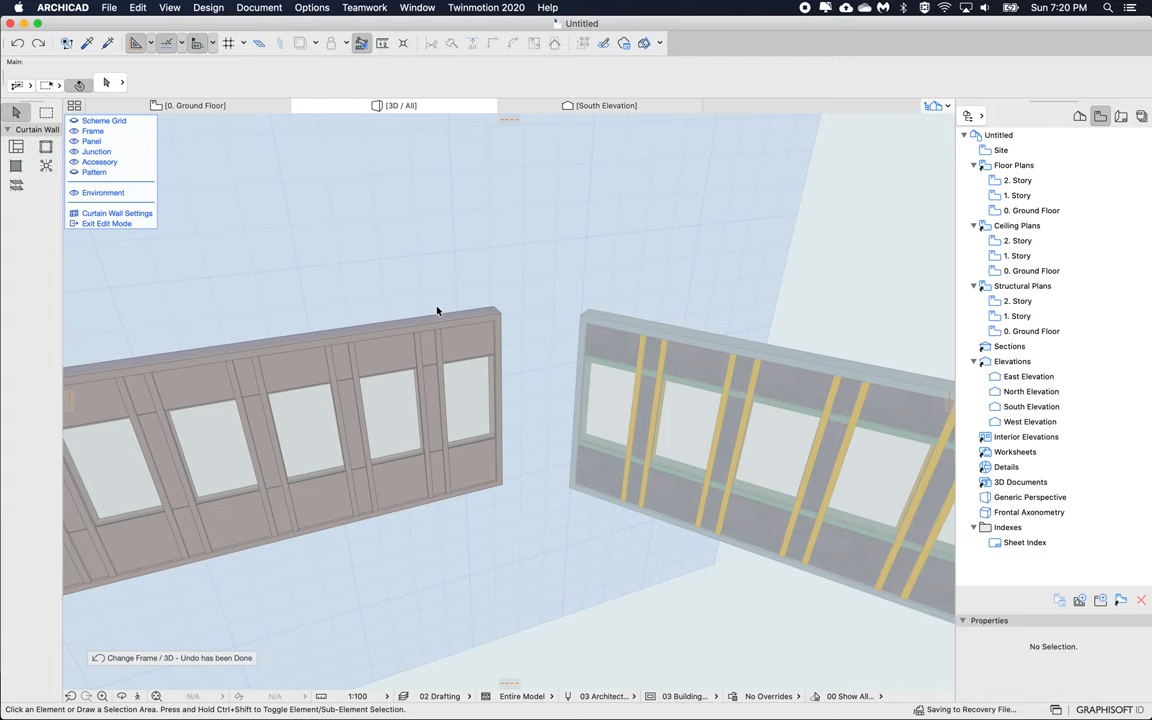 ARCHICAD File Edit View Design Document Options Teamwork Window Twinmotion 2020 Help Sun 7:20 PM
Untitled
Main:
[0. Ground Floor] [3D / All] [South Elevation]
Curtain Wall
Scheme Grid
Frame
Panel
Junction
Accessory
Pattern
Environment
Curtain Wall Settings
Exit Edit Mode
Untitled
Site
Floor Plans
2. Story
1. Story
0. Ground Floor
Ceiling Plans
2. Story
1. Story
0. Ground Floor
Structural Plans
2. Story
1. Story
0. Ground Floor
Sections
Elevations
East Elevation
North Elevation
South Elevation
West Elevation
Interior Elevations
Worksheets
Details
3D Documents
Generic Perspective
Frontal Axonometry
Indexes
Sheet Index
Properties
No Selection.
Change Frame / 3D - Undo has been Done
N/A N/A 1:100 02 Drafting Entire Model 03 Architect... 03 Building... No Overrides 00 Show All...
Click an Element or Draw a Selection Area. Press and Hold Ctrl+Shift to Toggle Element/Sub-Element Selection. Saving to Recovery File... GRAPHISOFT ID